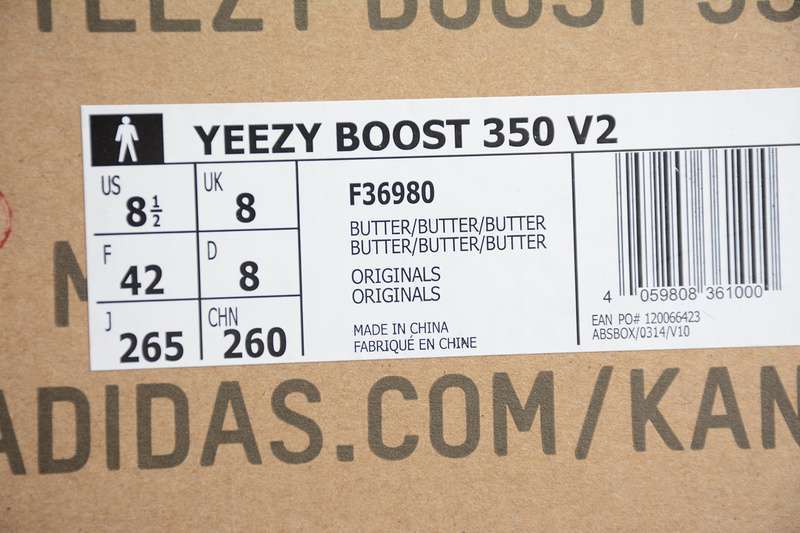 YEEZY BOOST 35
YEEZY BOOST 350 V2
US
8½
UK
8
F
42
D
8
J
265
CHN
260
F36980
BUTTER/BUTTER/BUTTER
BUTTER/BUTTER/BUTTER
ORIGINALS
ORIGINALS
MADE IN CHINA
FABRIQUÉ EN CHINE
4 059808 361000
EAN PO# 120066423
ABSBOX/0314/V10
ADIDAS.COM/KAN